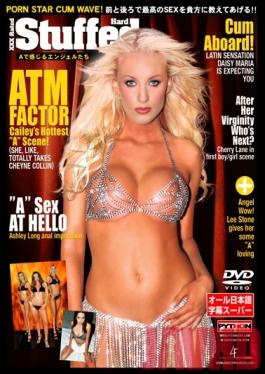 PORN STAR CUM WAVE! 前と後ろで最高のSEXを貴方に教えてあげる!!
XXX Rated
Stuffed
Hard
Aで感じるエンジェルたち
Cum
Aboard!
LATIN SENSATION
DAISY MARIA
IS EXPECTING YOU
ATM
FACTOR
Cailey's Hottest
"A" Scene!
(SHE, LIKE,
TOTALLY TAKES
CHEYNE COLLIN)
After Her
Virginity
Who's
Next?
Cherry Lane in
first boy/girl scene
"A" Sex
AT HELLO
Ashley Long anal
+
Angel
Wow!
Lee Stone
gives her
some "A"
loving
DVD
VIDEO
オール日本語
字幕スーパー
PYTHON